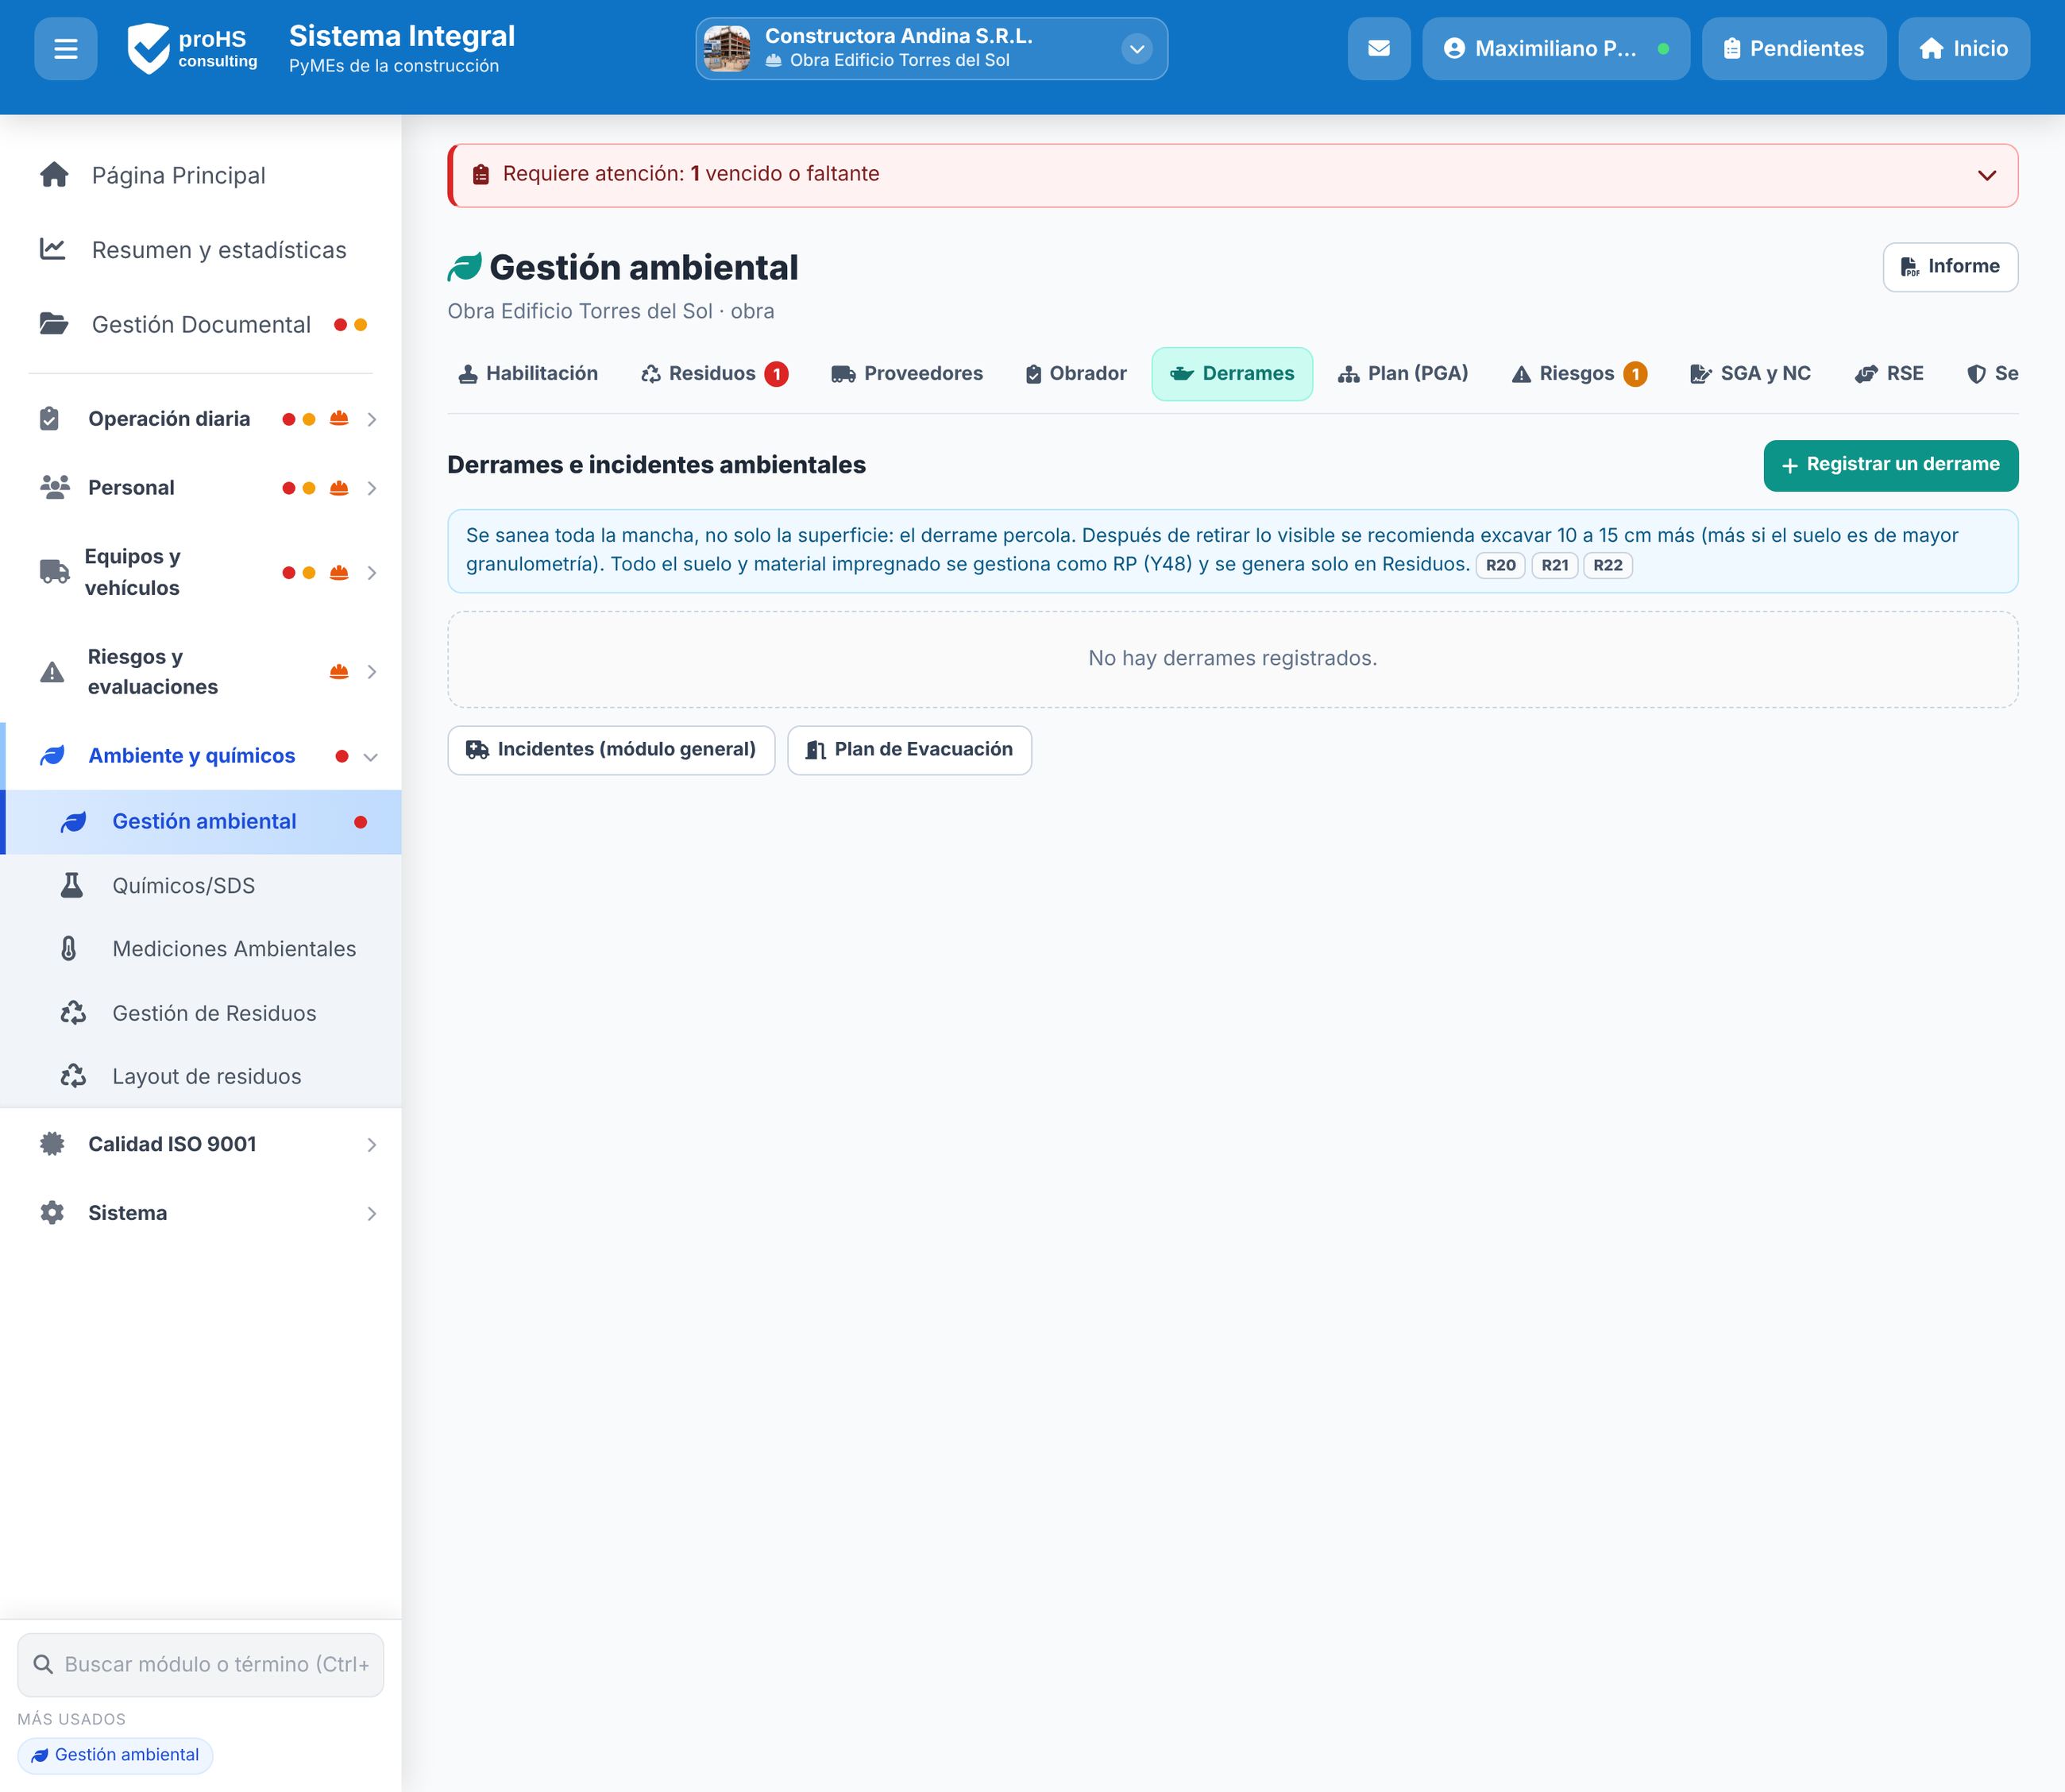 proHS
consulting
Sistema Integral
PyMEs de la construcción
Constructora Andina S.R.L.
Obra Edificio Torres del Sol
Maximiliano P...
Pendientes
Inicio
Página Principal
Resumen y estadísticas
Gestión Documental
Operación diaria
Personal
Equipos y
vehículos
Riesgos y
evaluaciones
Ambiente y químicos
Gestión ambiental
Químicos/SDS
Mediciones Ambientales
Gestión de Residuos
Layout de residuos
Calidad ISO 9001
Sistema
Buscar módulo o término (Ctrl+
MÁS USADOS
Gestión ambiental
Requiere atención: 1 vencido o faltante
Gestión ambiental
Informe
Obra Edificio Torres del Sol · obra
Habilitación Residuos 1 Proveedores Obrador Derrames Plan (PGA) Riesgos 1 SGA y NC RSE Se
Derrames e incidentes ambientales
+ Registrar un derrame
Se sanea toda la mancha, no solo la superficie: el derrame percola. Después de retirar lo visible se recomienda excavar 10 a 15 cm más (más si el suelo es de mayor
granulometría). Todo el suelo y material impregnado se gestiona como RP (Y48) y se genera solo en Residuos. R20 R21 R22
No hay derrames registrados.
Incidentes (módulo general) Plan de Evacuación